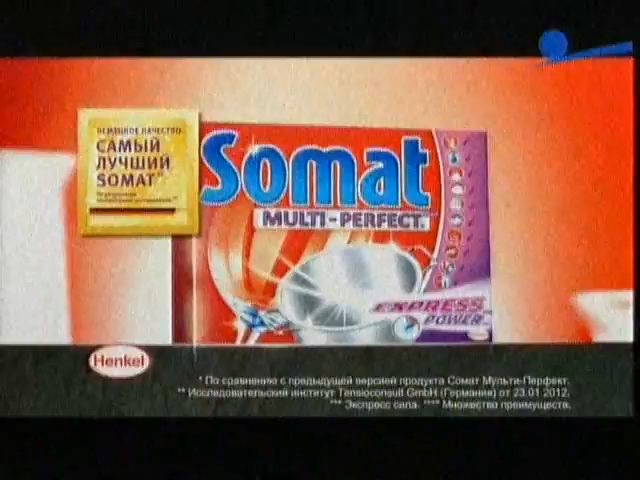 НЕМЕЦКОЕ КАЧЕСТВО
САМЫЙ
ЛУЧШИЙ
SOMAT*
Somat
MULTI-PERFECT
EXPRESS
POWER
Henkel
* По сравнению с предыдущей версией продукта Сомат Мульти-Перфект.
** Исследовательский институт Tensioconsult GmbH (Германия) от 23.01.2012.
*** Экспресс сила. **** Множество преимуществ.